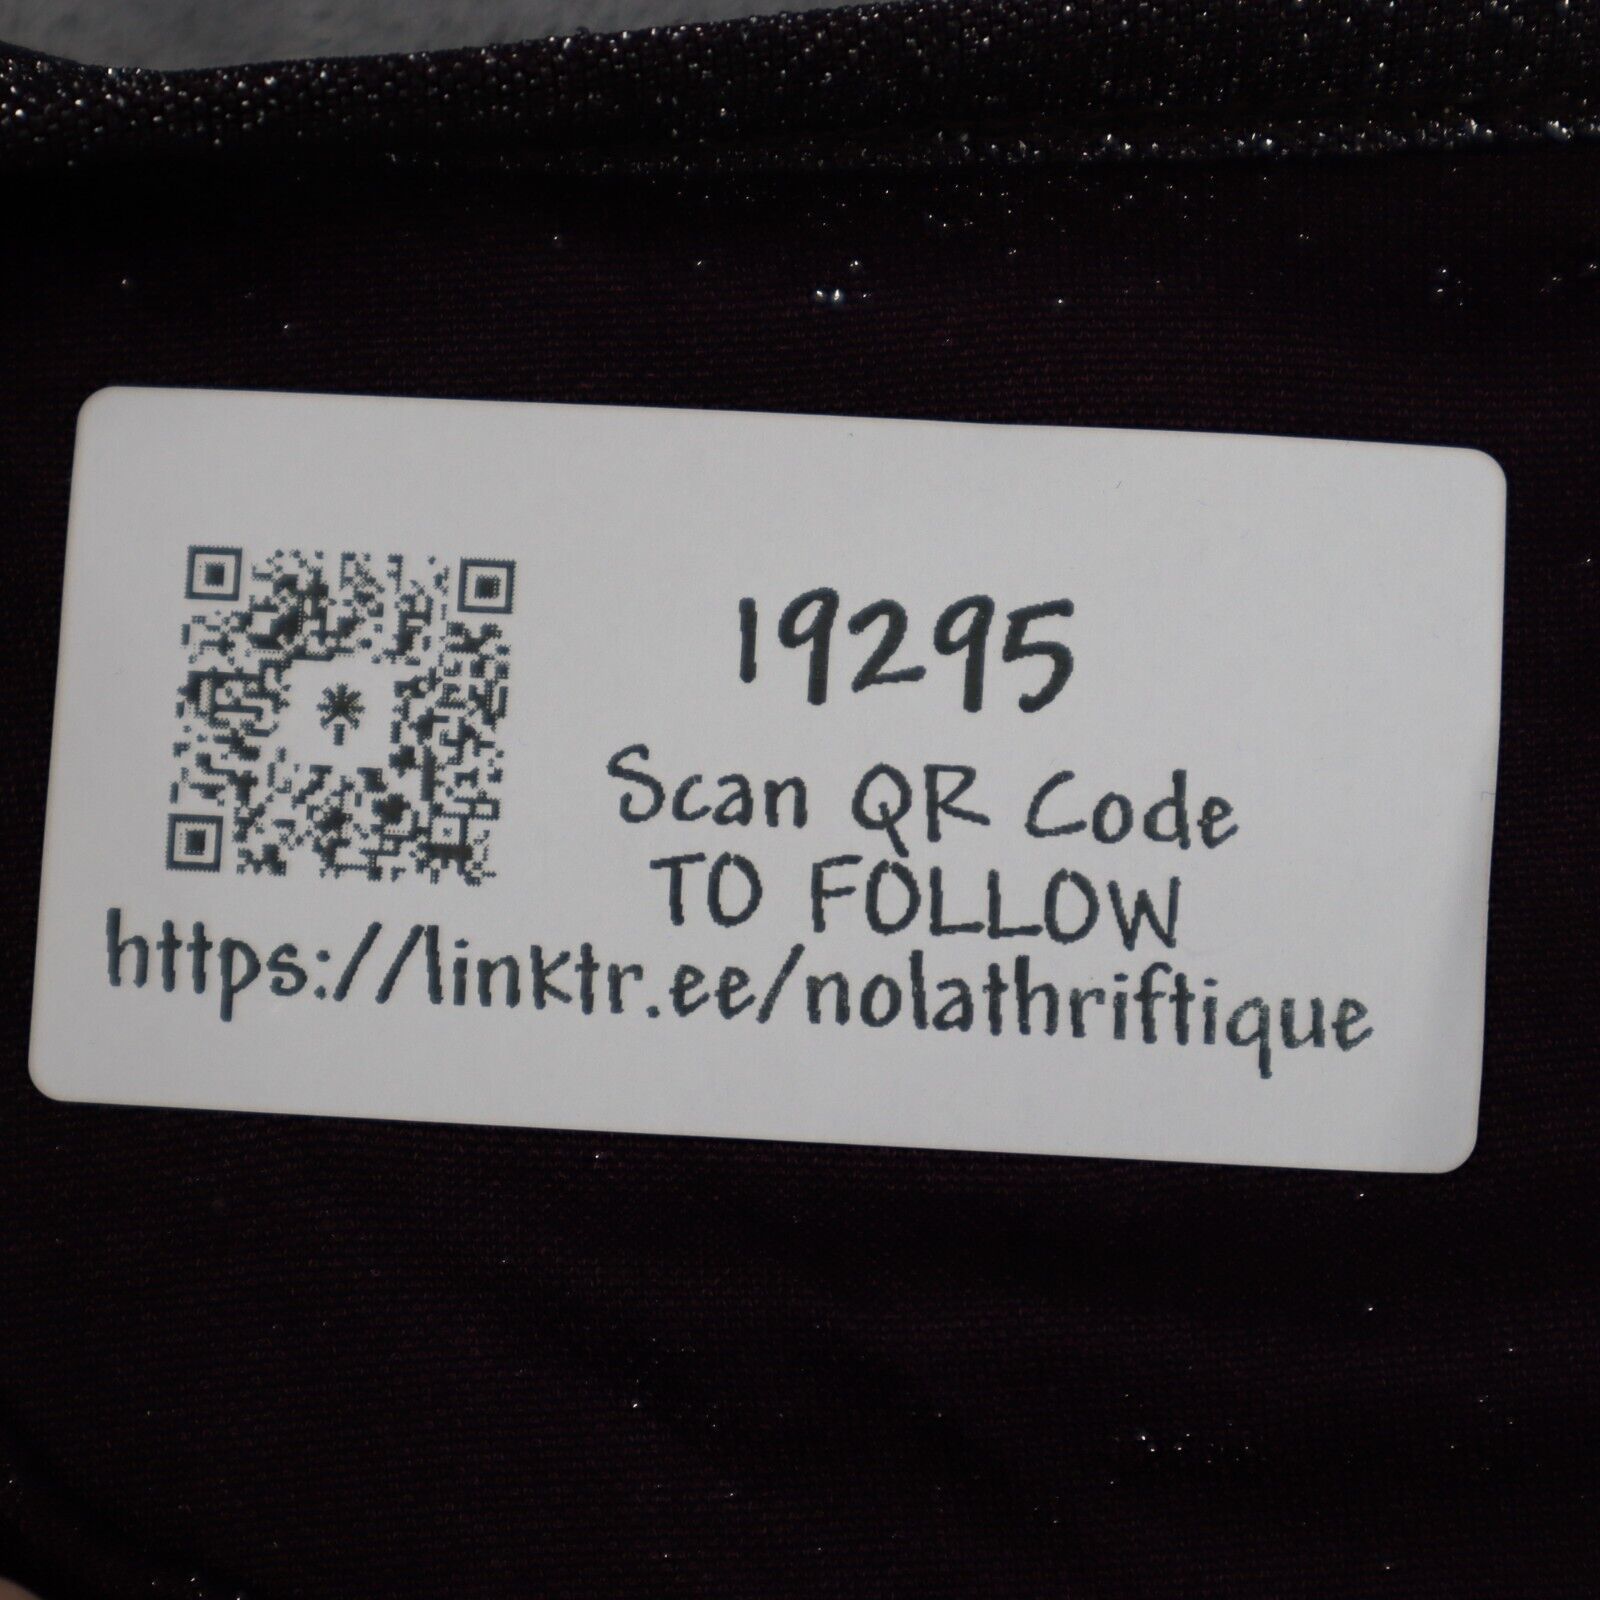 19295
Scan QR Code
TO FOLLOW
https://linktr.ee/nolathriftique